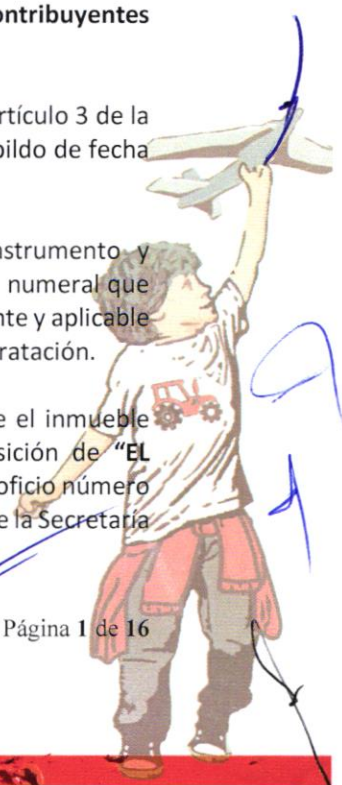 ontribuyentes
rtículo 3 de la
bildo de fecha
nstrumento y
numeral que
nte y aplicable
ratación.
e el inmueble
sición de "EL
oficio número
e la Secretaría
Página 1 de 16